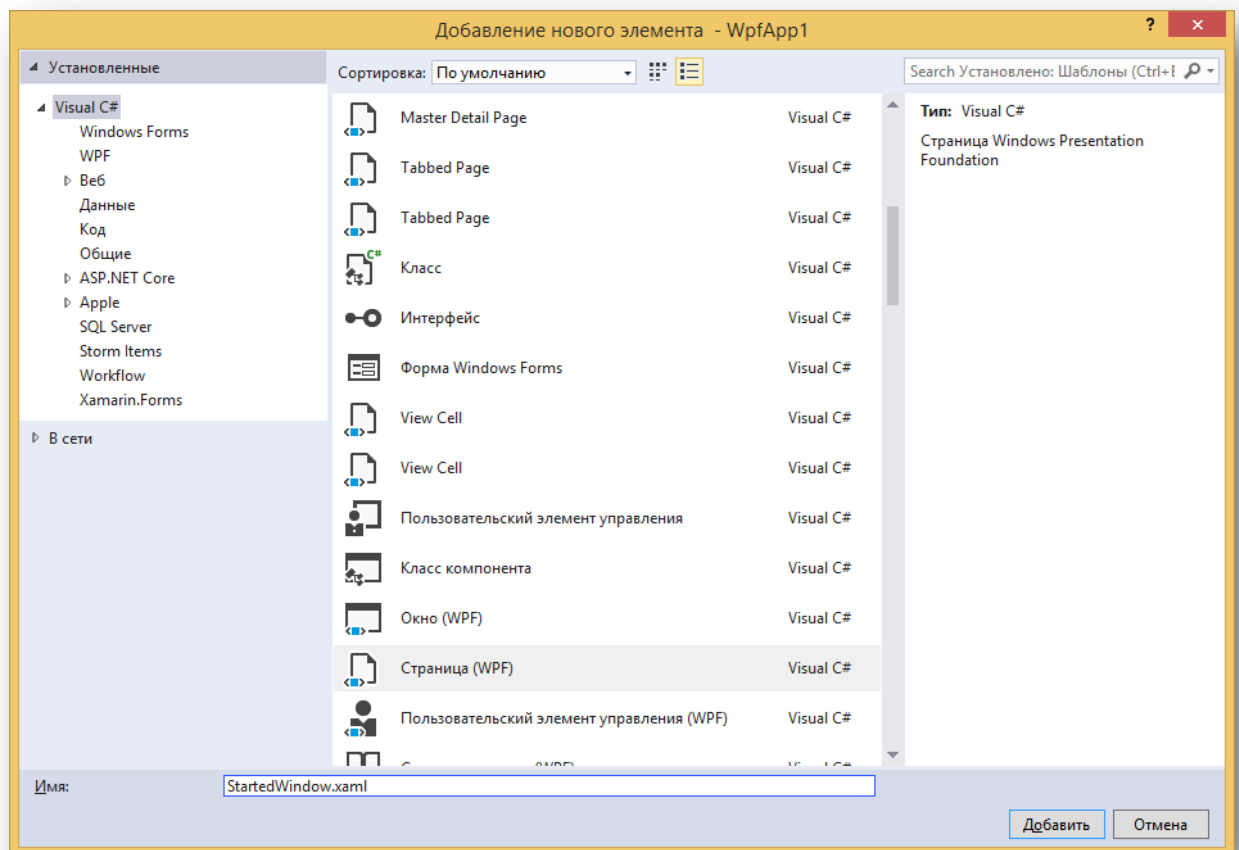 Добавление нового элемента - WpfApp1
?
Установленные
Сортировка: По умолчанию
Search Установлено: Шаблоны (Ctrl+E
Visual C#
Windows Forms
WPF
Веб
Данные
Код
Общие
ASP.NET Core
Apple
SQL Server
Storm Items
Workflow
Xamarin.Forms
В сети
Master Detail Page Visual C#
Tabbed Page Visual C#
Tabbed Page Visual C#
C#
Класс Visual C#
Интерфейс Visual C#
Форма Windows Forms Visual C#
View Cell Visual C#
View Cell Visual C#
Пользовательский элемент управления Visual C#
Класс компонента Visual C#
Окно (WPF) Visual C#
Страница (WPF) Visual C#
Пользовательский элемент управления (WPF) Visual C#
Тип: Visual C#
Страница Windows Presentation
Foundation
Имя: StartedWindow.xaml
Добавить Отмена